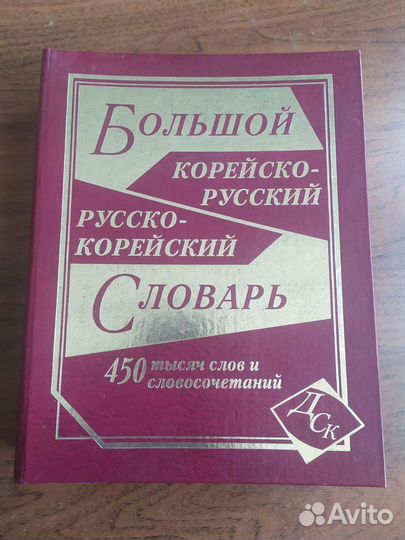 Большой
корейско-
русский
русско-
корейский
Словарь
450 тысяч слов и
словосочетаний
ДСК
Avito